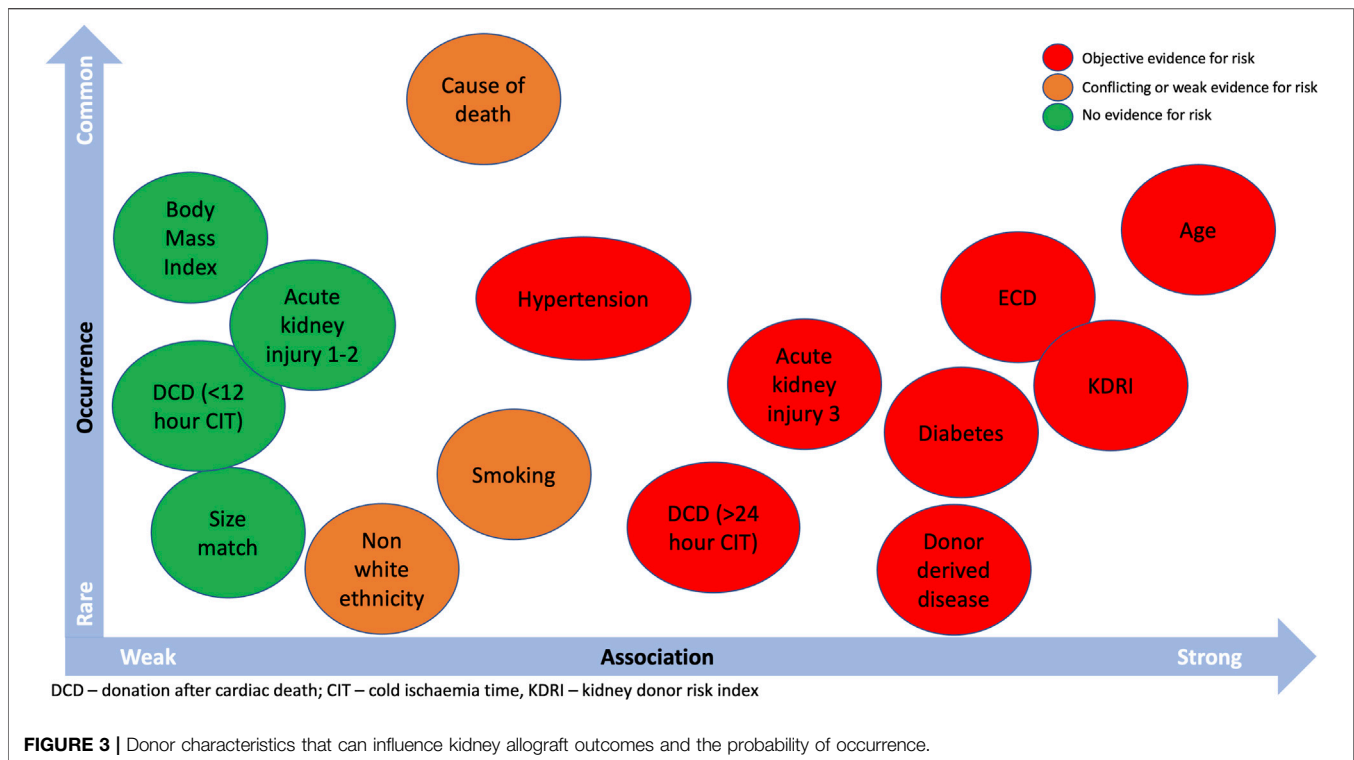 Common
Occurrence
Rare
Cause of
death
Objective evidence for risk
Conflicting or weak evidence for risk
No evidence for risk
Body
Mass
Index
Age
Acute
kidney
injury 1-2
Hypertension
ECD
DCD (<12
hour CIT)
Acute
kidney
injury 3
KDRI
Diabetes
Smoking
Size
match
Non
white
ethnicity
DCD (>24
hour CIT)
Donor
derived
disease
Weak
Association
Strong
DCD – donation after cardiac death; CIT – cold ischaemia time, KDRI – kidney donor risk index
FIGURE 3 | Donor characteristics that can influence kidney allograft outcomes and the probability of occurrence.